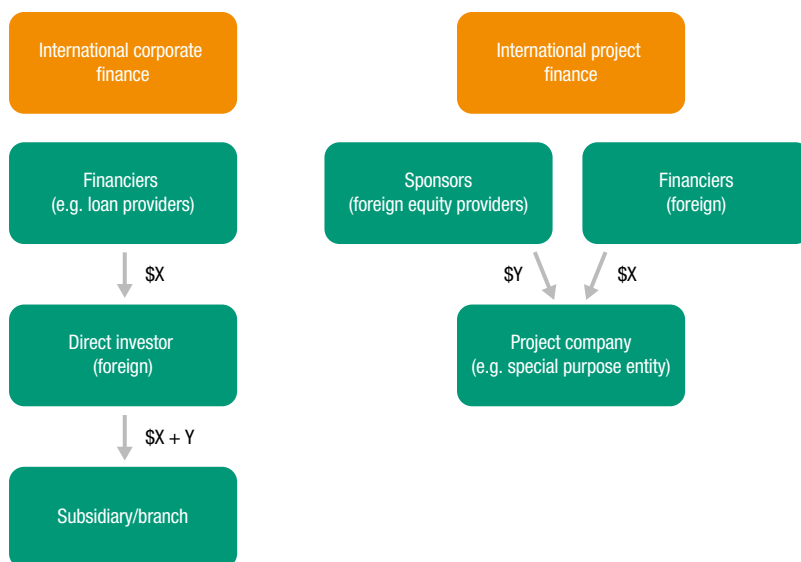 International corporate
finance
Financiers
(e.g. loan providers)
$X
Direct investor
(foreign)
$X + Y
Subsidiary/branch
International project
finance
Sponsors
(foreign equity providers)
Financiers
(foreign)
$Y
$X
Project company
(e.g. special purpose entity)